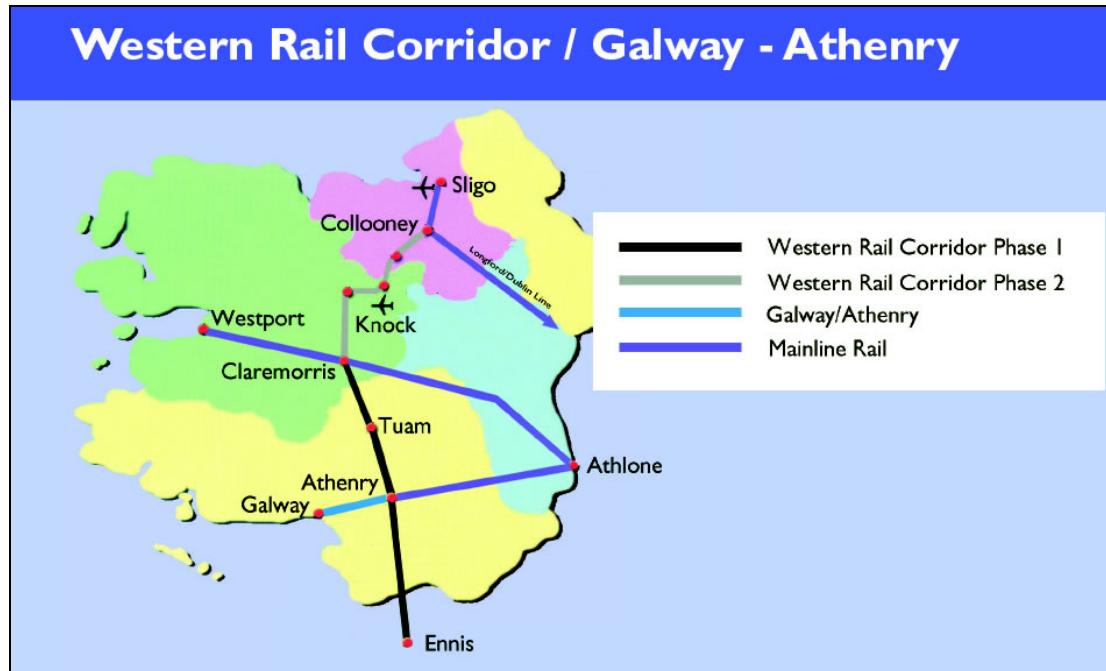 Western Rail Corridor / Galway - Athenry
Sligo
Collooney
Longford/Dublin Line
Knock
Westport
Claremorris
Tuam
Athlone
Athenry
Galway
Ennis
Western Rail Corridor Phase 1
Western Rail Corridor Phase 2
Galway/Athenry
Mainline Rail